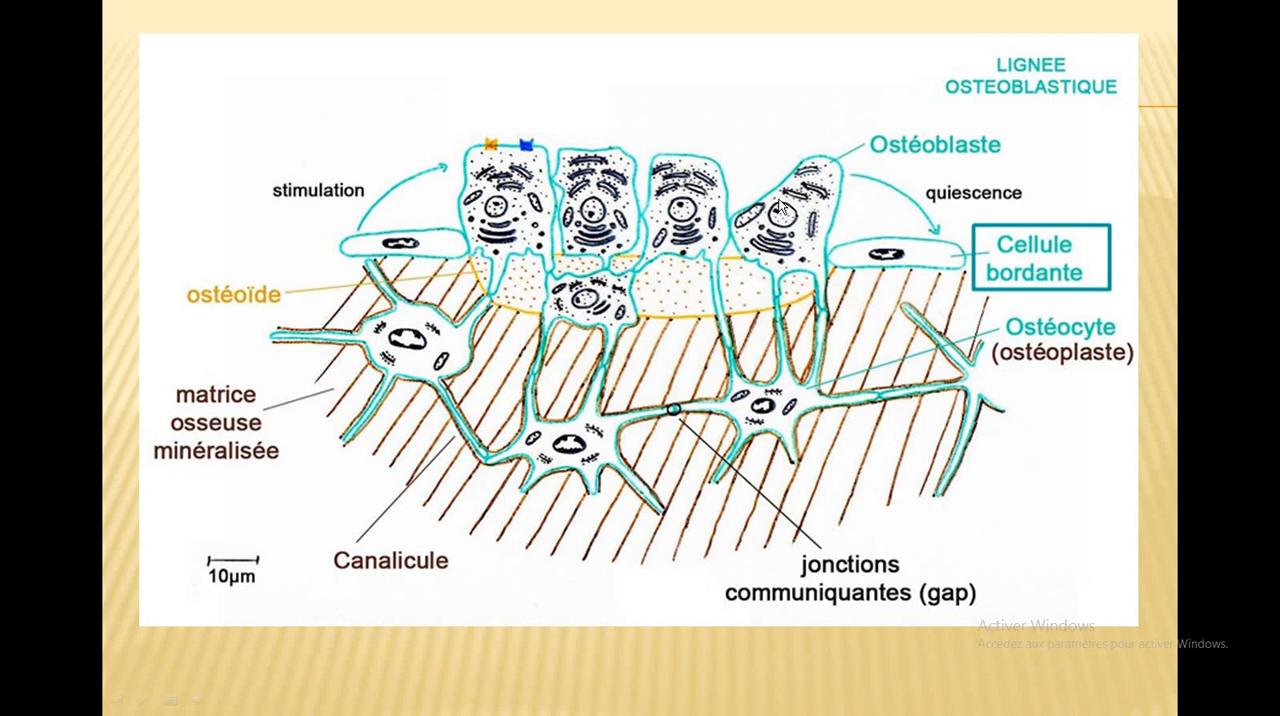 LIGNEE
OSTEOBLASTIQUE
Ostéoblaste
stimulation
quiescence
Cellule
bordante
ostéoïde
Ostéocyte
(ostéoplaste)
matrice
osseuse
minéralisée
Canalicule
10µm
jonctions
communiquantes (gap)
Activer Windows
Accédez aux paramètres pour activer Windows.